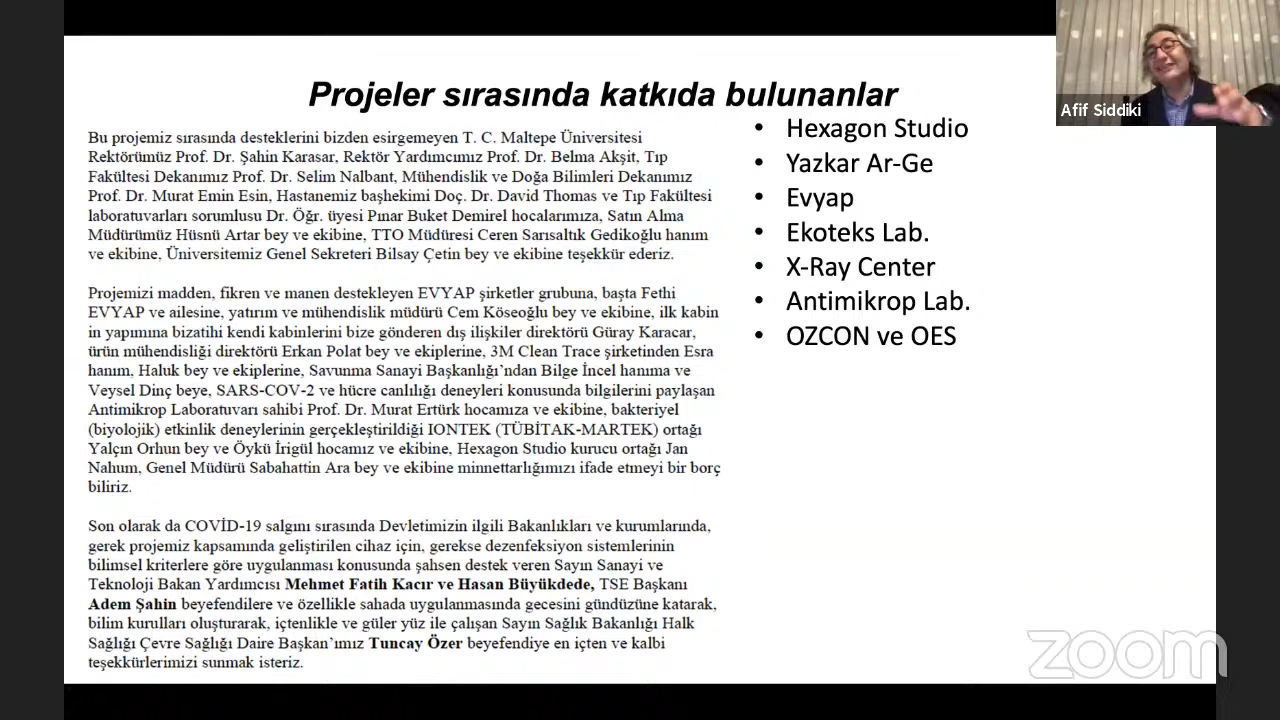 Projeler sırasında katkıda bulunanlar
Bu projemiz sırasında desteklerini bizden esirgemeyen T. C. Maltepe Üniversitesi
Rektörümüz Prof. Dr. Şahin Karasar, Rektör Yardımcımız Prof. Dr. Belma Akşit, Tıp
Fakültesi Dekanımız Prof. Dr. Selim Nalbant, Mühendislik ve Doğa Bilimleri Dekanımız
Prof. Dr. Murat Emin Esin, Hastanemiz başhekimi Doç. Dr. David Thomas ve Tıp Fakültesi
laboratuvarları sorumlusu Dr. Öğr. üyesi Pınar Buket Demirel hocalarımıza, Satın Alma
Müdürümüz Hüsnü Artar bey ve ekibine, TTO Müdüresi Ceren Sarısaltık Gedikoğlu hanım
ve ekibine, Üniversitemiz Genel Sekreteri Bilsay Çetin bey ve ekibine teşekkür ederiz.
Projemizi madden, fikren ve manen destekleyen EVYAP şirketler grubuna, başta Fethi
EVYAP ve ailesine, yatırım ve mühendislik müdürü Cem Köseoğlu bey ve ekibine, ilk kabin
in yapımına bizatihi kendi kabinlerini bize gönderen dış ilişkiler direktörü Güray Karacar,
ürün mühendisliği direktörü Erkan Polat bey ve ekiplerine, 3M Clean Trace şirketinden Esra
hanım, Haluk bey ve ekiplerine, Savunma Sanayi Başkanlığı’ndan Bilge İncel hanıma ve
Veysel Dinç beye, SARS-COV-2 ve hücre canlılığı deneyleri konusunda bilgilerini paylaşan
Antimikrop Laboratuvarı sahibi Prof. Dr. Murat Ertürk hocamıza ve ekibine, bakteriyel
(biyolojik) etkinlik deneylerinin gerçekleştirildiği IONTEK (TÜBİTAK-MARTEK) ortağı
Yalçın Orhun bey ve Öykü İrigül hocamız ve ekibine, Hexagon Studio kurucu ortağı Jan
Nahum, Genel Müdürü Sabahattin Ara bey ve ekibine minnettarlığımızı ifade etmeyi bir borç
biliriz.
Son olarak da COVİD-19 salgını sırasında Devletimizin ilgili Bakanlıkları ve kurumlarında,
gerek projemiz kapsamında geliştirilen cihaz için, gerekse dezenfeksiyon sistemlerinin
bilimsel kriterlere göre uygulanması konusunda şahsen destek veren Sayın Sanayi ve
Teknoloji Bakan Yardımcısı Mehmet Fatih Kacır ve Hasan Büyükdede, TSE Başkanı
Adem Şahin beyefendilere ve özellikle sahada uygulanmasında gecesini gündüzüne katarak,
bilim kurulları oluşturarak, içtenlikle ve güler yüz ile çalışan Sayın Sağlık Bakanlığı Halk
Sağlığı Çevre Sağlığı Daire Başkan’ımız Tuncay Özer beyefendiye en içten ve kalbi
teşekkürlerimizi sunmak isteriz.
• Hexagon Studio
• Yazkar Ar-Ge
• Evyap
• Ekoteks Lab.
• X-Ray Center
• Antimikrop Lab.
• OZCON ve OES
Afif Siddiki
zoom